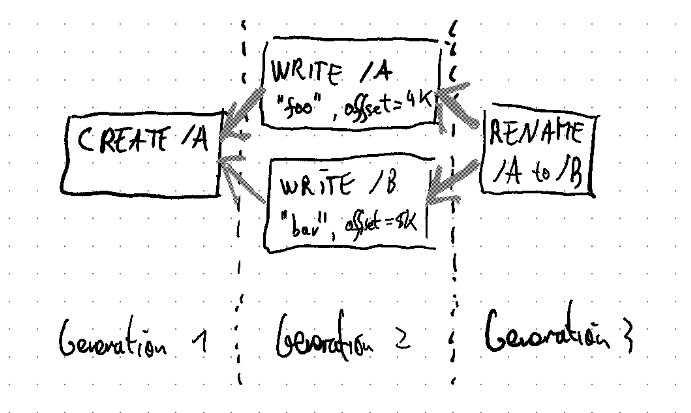 CREATE /A
WRITE /A
"foo", offset=4K
WRITE /B
"bar", offset=8K
RENAME
/A to /B
Generation 1
Generation 2
Generation 3